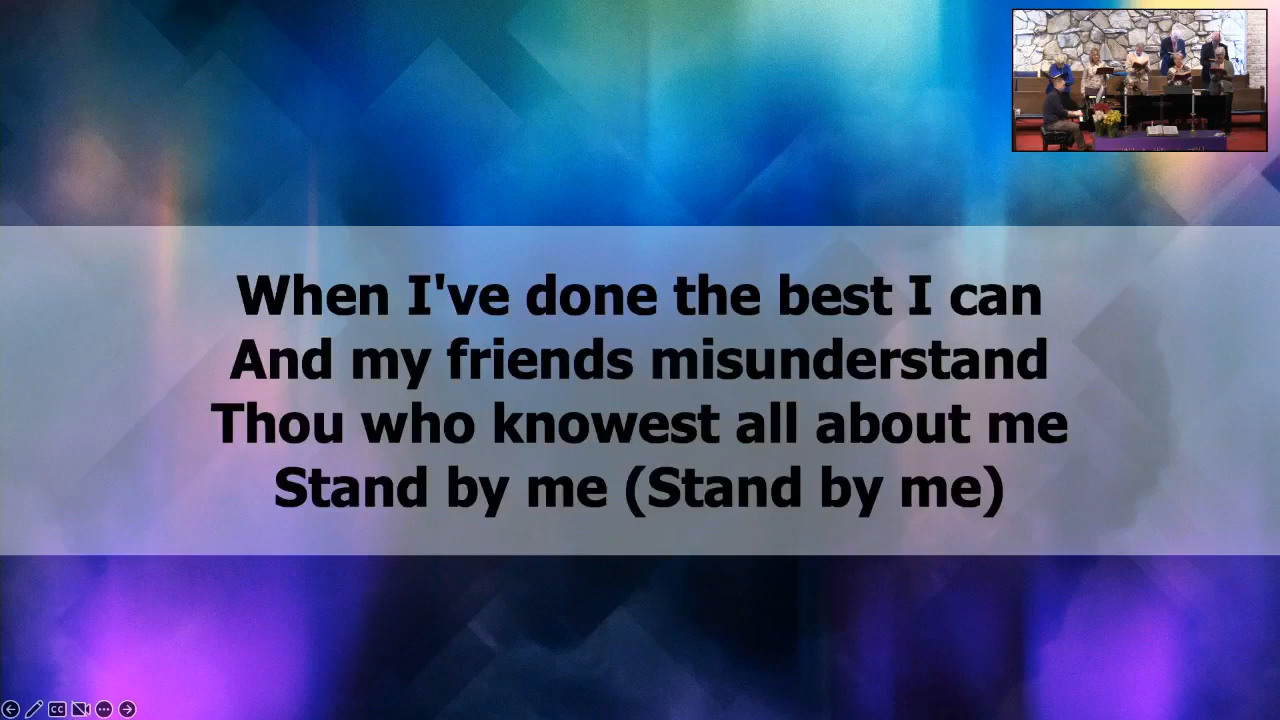 When I've done the best I can
And my friends misunderstand
Thou who knowest all about me
Stand by me (Stand by me)
CC